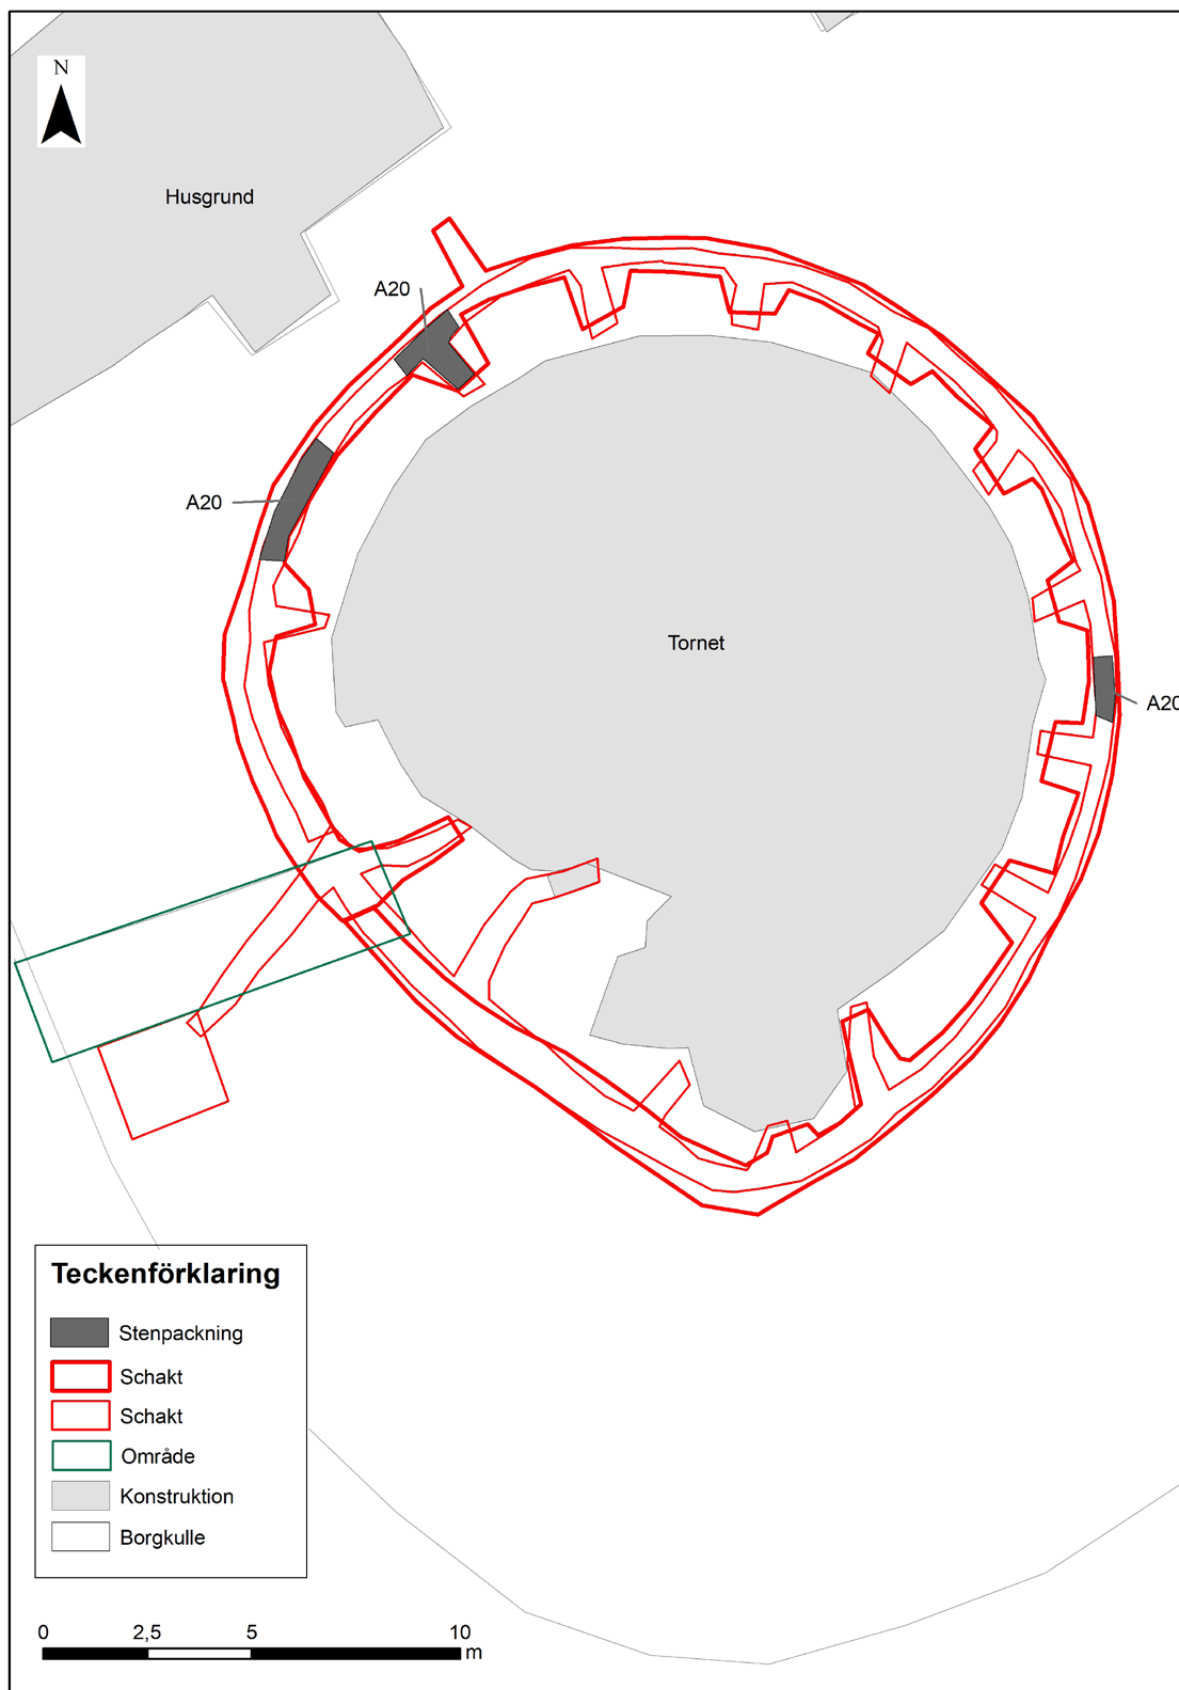 N
Husgrund
A20
A20
Tornet
A20
Teckenförklaring
Stenpackning
Schakt
Schakt
Område
Konstruktion
Borgkulle
0 2,5 5 10
m